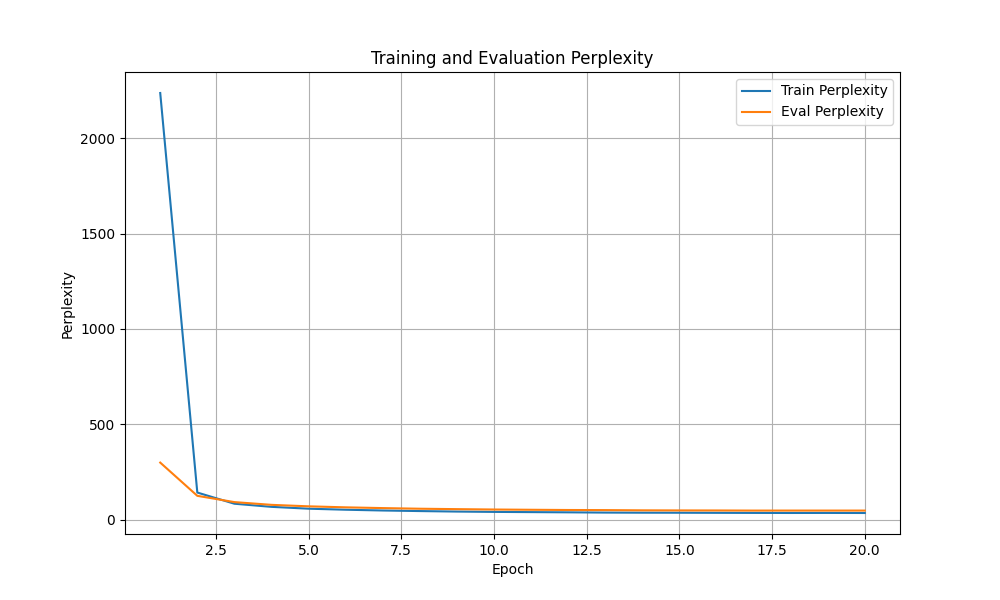 Training and Evaluation Perplexity
Train Perplexity
Eval Perplexity
2000
1500
1000
500
0
Perplexity
2.5 5.0 7.5 10.0 12.5 15.0 17.5 20.0
Epoch